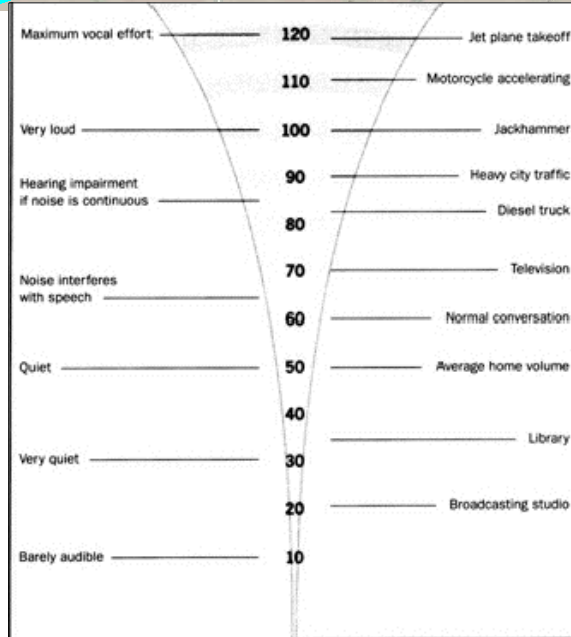 Maximum vocal effort
120
Jet plane takeoff
110
Motorcycle accelerating
Very loud
100
Jackhammer
90
Heavy city traffic
Hearing impairment
if noise is continuous
Diesel truck
80
70
Television
Noise interferes
with speech
60
Normal conversation
Quiet
50
Average home volume
40
Library
Very quiet
30
20
Broadcasting studio
Barely audible
10